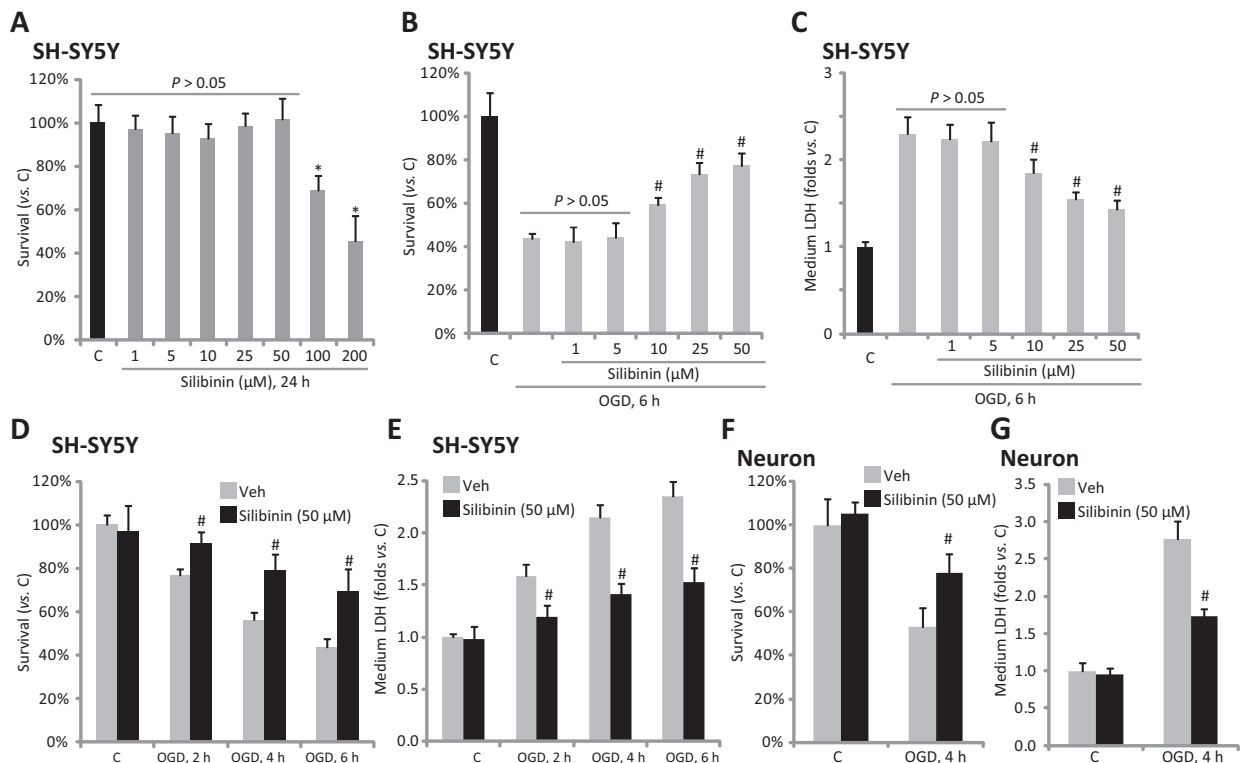 A
SH-SY5Y
120%
100%
80%
60%
40%
20%
0%
Survival (vs. C)
P > 0.05
*
*
C 1 5 10 25 50 100 200
Silibinin (μM), 24 h
B
SH-SY5Y
120%
100%
80%
60%
40%
20%
0%
Survival (vs. C)
P > 0.05
# # #
C 1 5 10 25 50
Silibinin (μM)
OGD, 6 h
C
SH-SY5Y
3
2
1
0
Medium LDH (folds vs. C)
P > 0.05
# # #
C 1 5 10 25 50
Silibinin (μM)
OGD, 6 h
D
SH-SY5Y
120%
100%
80%
60%
40%
20%
0%
Survival (vs. C)
Veh
Silibinin (50 μM)
# # #
C OGD, 2 h OGD, 4 h OGD, 6 h
E
SH-SY5Y
2.5
2.0
1.5
1.0
0.5
0.0
Medium LDH (folds vs. C)
Veh
Silibinin (50 μM)
# # #
C OGD, 2 h OGD, 4 h OGD, 6 h
F
Neuron
120%
100%
80%
60%
40%
20%
0%
Survival (vs. C)
Veh
Silibinin (50 μM)
#
C OGD, 4 h
G
Neuron
3.5
3.0
2.5
2.0
1.5
1.0
0.5
0.0
Medium LDH (folds vs. C)
Veh
Silibinin (50 μM)
#
C OGD, 4 h